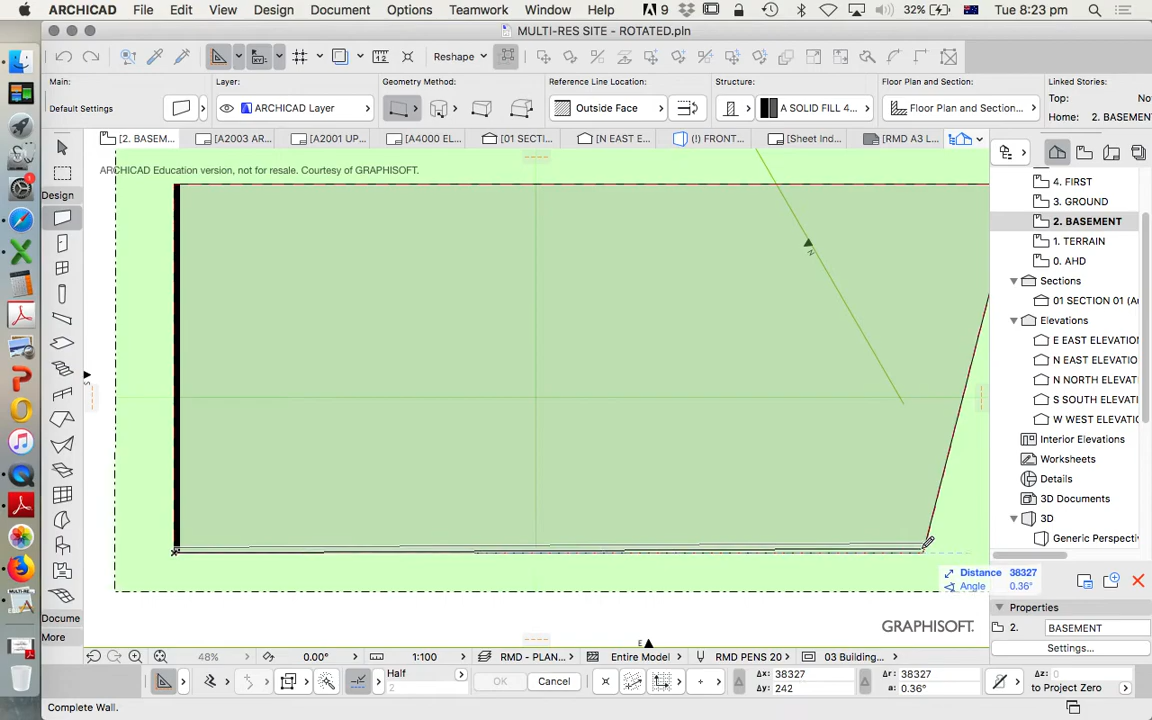 ARCHICAD File Edit View Design Document Options Teamwork Window Help 9 32% Tue 8:23 pm
MULTI-RES SITE - ROTATED.pln
Reshape
Main: Layer: Geometry Method: Reference Line Location: Structure: Floor Plan and Section: Linked Stories:
Default Settings ARCHICAD Layer Outside Face A SOLID FILL 4... Floor Plan and Section...
Top: No
Home: 2. BASEMENT
[2. BASEM... [A2003 AR... [A2001 UP... [A4000 EL... [01 SECTI... [N EAST E... (!) FRONT... [Sheet Ind... [RMD A3 L...
ARCHICAD Education version, not for resale. Courtesy of GRAPHISOFT.
Design
4. FIRST
3. GROUND
2. BASEMENT
1. TERRAIN
0. AHD
Sections
01 SECTION 01 (A
Elevations
E EAST ELEVATIO
N EAST ELEVATIO
N NORTH ELEVAT
S SOUTH ELEVATI
W WEST ELEVATIO
Interior Elevations
Worksheets
Details
3D Documents
3D
Generic Perspecti
N
S
Distance 38327
Angle 0.36°
Properties
2. BASEMENT
Settings...
GRAPHISOFT.
E
Docume
More
48% 0.00° 1:100 RMD - PLAN... Entire Model RMD PENS 20 03 Building...
Half
2
OK Cancel
Δx: 38327
Δy: 242
Δr: 38327
a: 0.36°
Δz: 0
to Project Zero
Complete Wall.